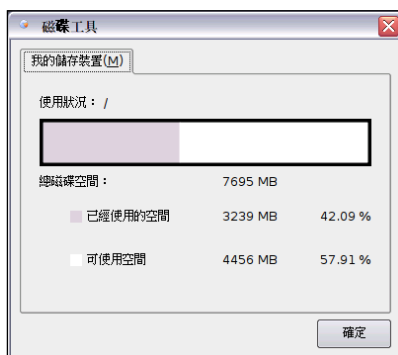 磁碟工具
我的儲存裝置(M)
使用狀況： /
總磁碟空間： 7695 MB
已經使用的空間 3239 MB 42.09 %
可使用空間 4456 MB 57.91 %
確定